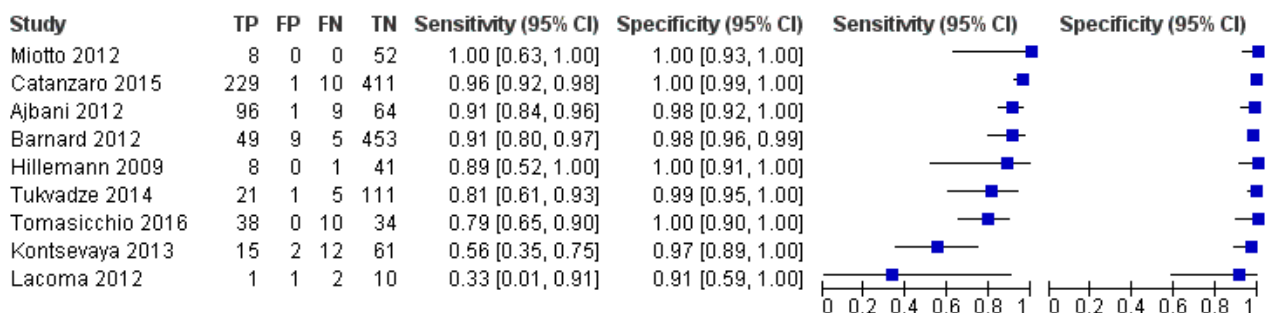 Study TP FP FN TN Sensitivity (95% CI) Specificity (95% CI) Sensitivity (95% CI) Specificity (95% CI)
Miotto 2012 8 0 0 52 1.00 [0.63, 1.00] 1.00 [0.93, 1.00]
Catanzaro 2015 229 1 10 411 0.96 [0.92, 0.98] 1.00 [0.99, 1.00]
Ajbani 2012 96 1 9 64 0.91 [0.84, 0.96] 0.98 [0.92, 1.00]
Barnard 2012 49 9 5 453 0.91 [0.80, 0.97] 0.98 [0.96, 0.99]
Hillemann 2009 8 0 1 41 0.89 [0.52, 1.00] 1.00 [0.91, 1.00]
Tukvadze 2014 21 1 5 111 0.81 [0.61, 0.93] 0.99 [0.95, 1.00]
Tomasicchio 2016 38 0 10 34 0.79 [0.65, 0.90] 1.00 [0.90, 1.00]
Kontsevaya 2013 15 2 12 61 0.56 [0.35, 0.75] 0.97 [0.89, 1.00]
Lacoma 2012 1 1 2 10 0.33 [0.01, 0.91] 0.91 [0.59, 1.00]
0 0.2 0.4 0.6 0.8 1 0 0.2 0.4 0.6 0.8 1